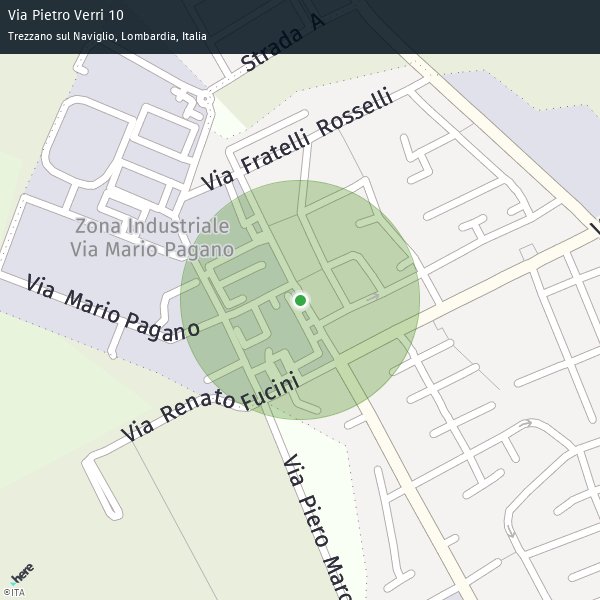 Via Pietro Verri 10
Trezzano sul Naviglio, Lombardia, Italia
Strada A
Via Fratelli Rosselli
Zona Industriale
Via Mario Pagano
Via Mario Pagano
Via Renato Fucini
Via Piero Marc
here
©ITA